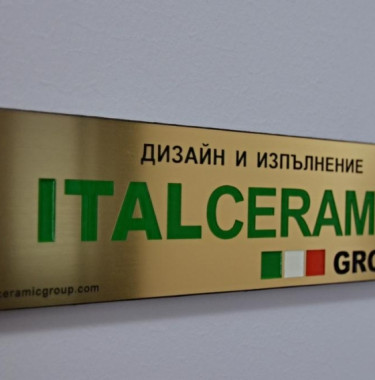 ДИЗАЙН И ИЗПЪЛНЕНИЕ
ITALCERAM
GRO
ceramicgroup.com